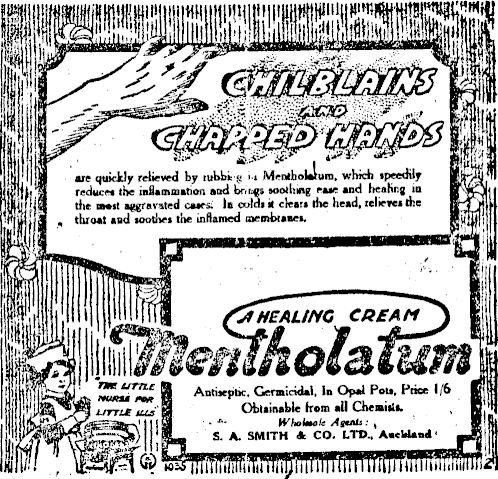 CHILBLAINS
AND
CHAPPED HANDS
are quickly relieved by rubbing in Mentholatum, which speedily
reduces the inflammation and brings soothing ease and healing in
the most aggravated cases. In colds it clears the head, relieves the
throat and soothes the inflamed membranes.
A HEALING CREAM
Mentholatum
Antiseptic, Germicidal, In Opal Pots, Price 1/6
Obtainable from all Chemists.
Wholesale Agents:
S. A. SMITH & CO. LTD., Auckland
"THE LITTLE
NURSE FOR
LITTLE ILLS"
1035
2